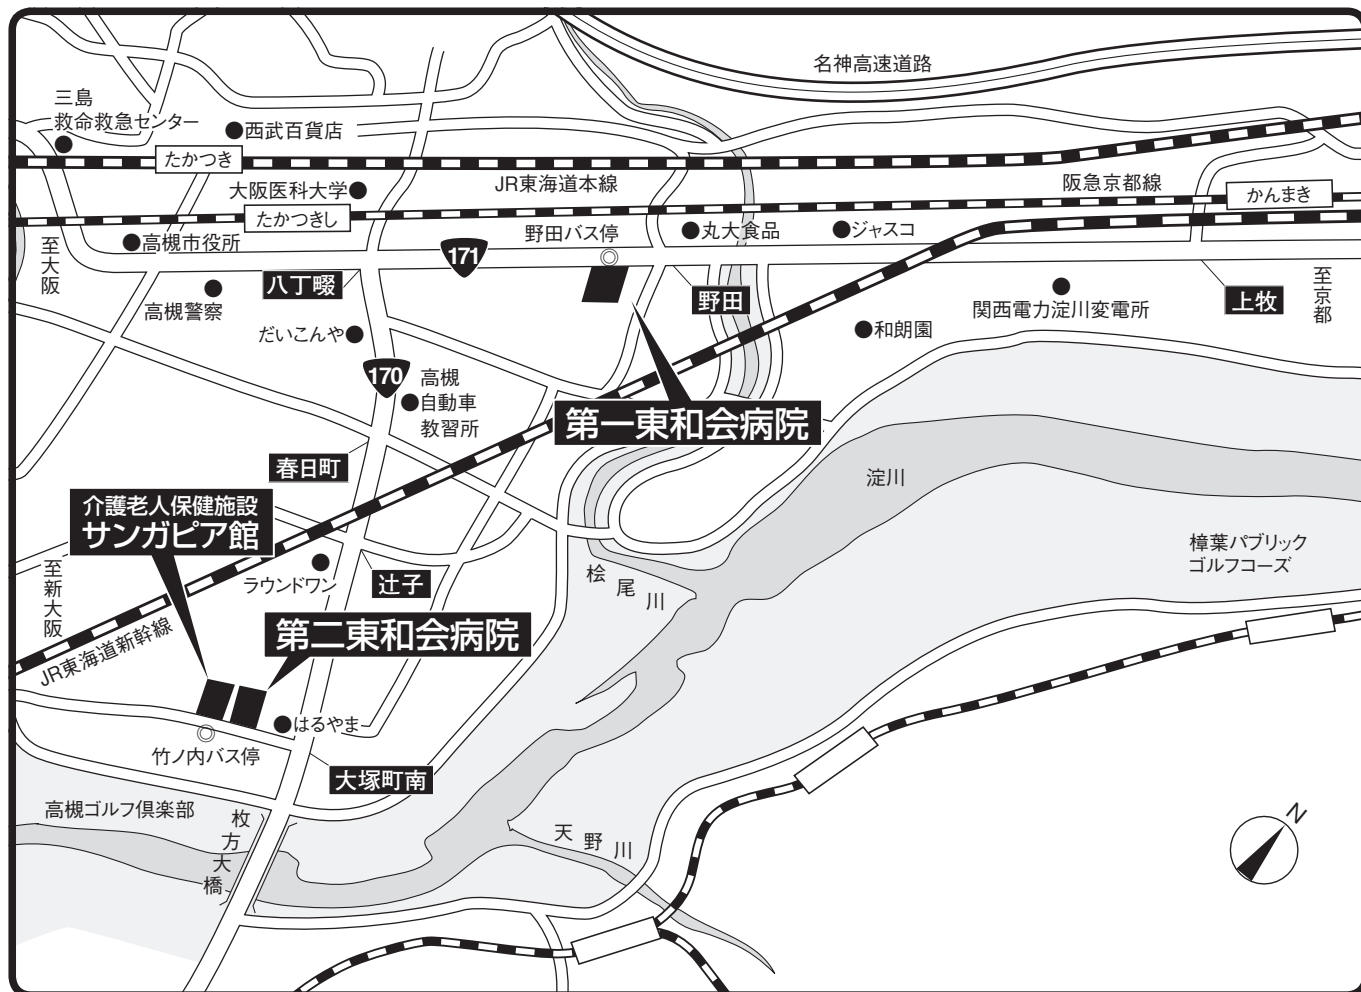 名神高速道路
三島
救命救急センター
西武百貨店
たかつき
大阪医科大学
JR東海道本線
阪急京都線
かんまき
たかつきし
高槻市役所
野田バス停
丸大食品
ジャスコ
至大阪
171
八丁畷
野田
高槻警察
関西電力淀川変電所
上牧
至京都
だいこんや
和朗園
170
高槻
自動車
教習所
第一東和会病院
春日町
淀川
介護老人保健施設
サンガピア館
樟葉パブリック
ゴルフコーズ
至新大阪
ラウンドワン
辻子
桧尾川
第二東和会病院
JR東海道新幹線
はるやま
竹ノ内バス停
大塚町南
高槻ゴルフ倶楽部
枚方大橋
天野川
N